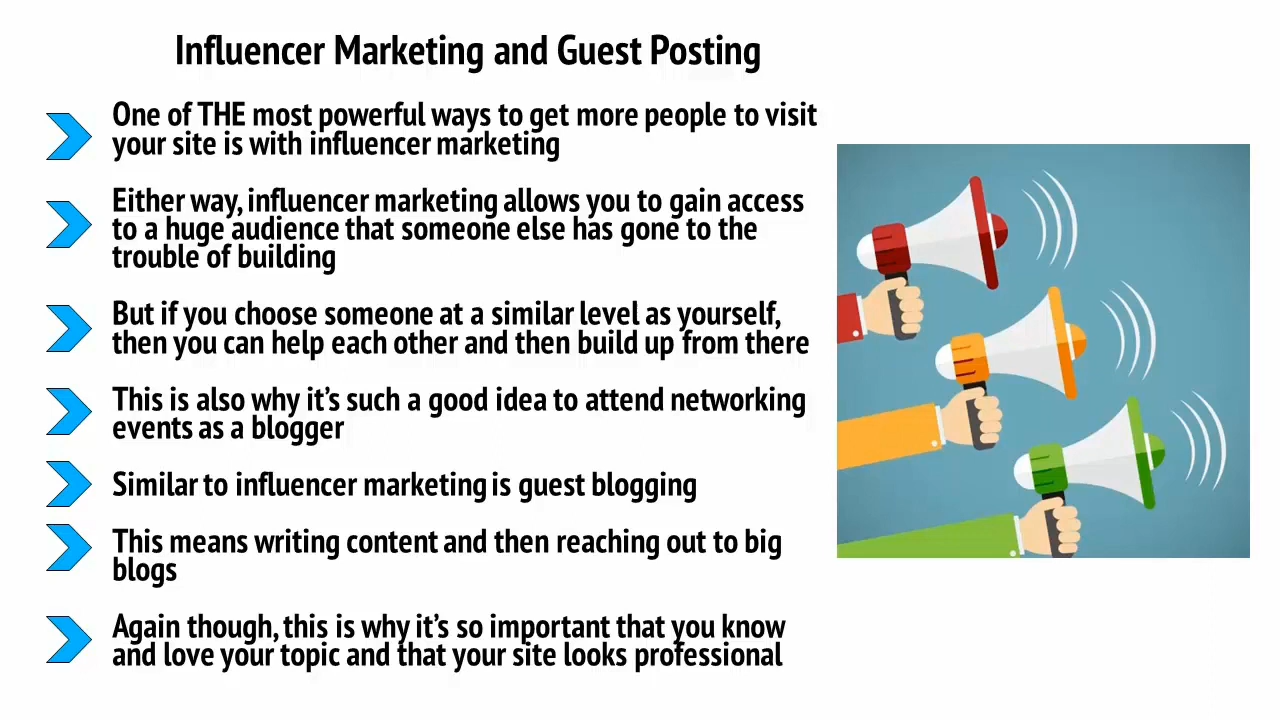 Influencer Marketing and Guest Posting
One of THE most powerful ways to get more people to visit
your site is with influencer marketing
Either way, influencer marketing allows you to gain access
to a huge audience that someone else has gone to the
trouble of building
But if you choose someone at a similar level as yourself,
then you can help each other and then build up from there
This is also why it’s such a good idea to attend networking
events as a blogger
Similar to influencer marketing is guest blogging
This means writing content and then reaching out to big
blogs
Again though, this is why it’s so important that you know
and love your topic and that your site looks professional